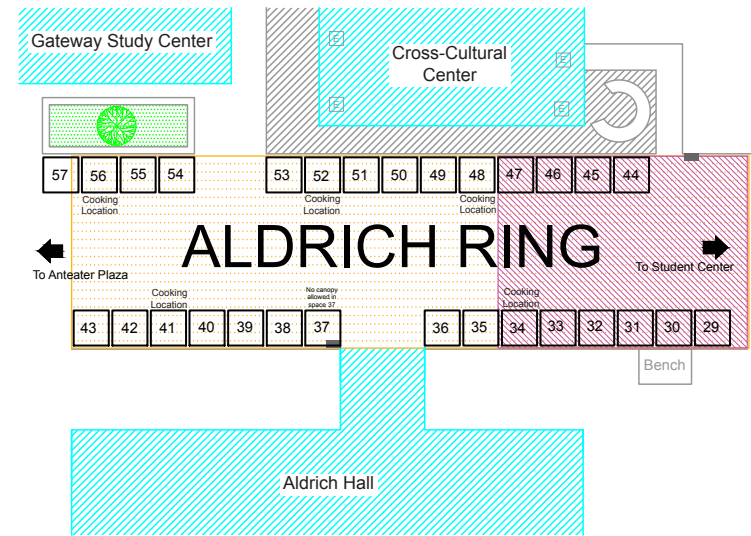 Gateway Study Center
Cross-Cultural
Center
E
E
E
E
57 56 55 54 53 52 51 50 49 48 47 46 45 44
Cooking
Location
Cooking
Location
Cooking
Location
ALDRICH RING
To Anteater Plaza
To Student Center
Cooking
Location
No canopy
allowed in
space 37
Cooking
Location
43 42 41 40 39 38 37 36 35 34 33 32 31 30 29
Bench
Aldrich Hall